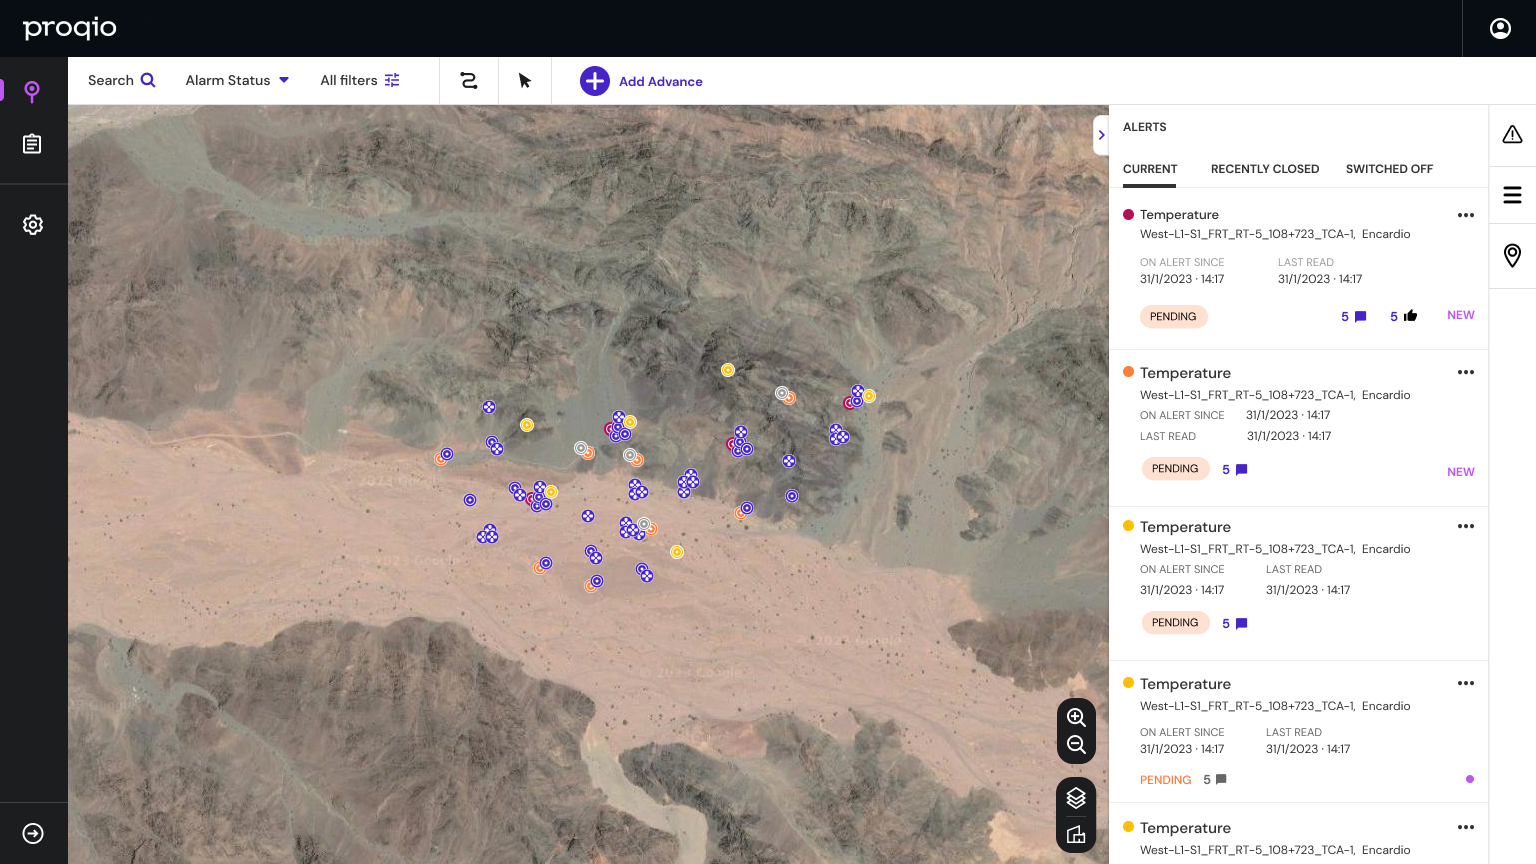 proqio
Search
Alarm Status
All filters
Add Advance
ALERTS
CURRENT RECENTLY CLOSED SWITCHED OFF
Temperature
West-L1-S1_FRT_RT-5_108+723_TCA-1, Encardio
ON ALERT SINCE LAST READ
31/1/2023 · 14:17 31/1/2023 · 14:17
PENDING 5 5 NEW
Temperature
West-L1-S1_FRT_RT-5_108+723_TCA-1, Encardio
ON ALERT SINCE 31/1/2023 · 14:17
LAST READ 31/1/2023 · 14:17
PENDING 5 NEW
Temperature
West-L1-S1_FRT_RT-5_108+723_TCA-1, Encardio
ON ALERT SINCE LAST READ
31/1/2023 · 14:17 31/1/2023 · 14:17
PENDING 5
Temperature
West-L1-S1_FRT_RT-5_108+723_TCA-1, Encardio
ON ALERT SINCE LAST READ
31/1/2023 · 14:17 31/1/2023 · 14:17
PENDING 5
Temperature
West-L1-S1_FRT_RT-5_108+723_TCA-1, Encardio
2023 Google
© 2023 Google